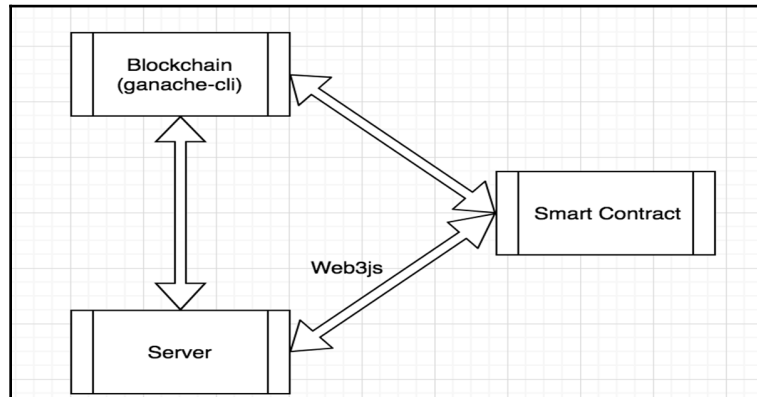 Blockchain
(ganache-cli)
Smart Contract
Web3js
Server